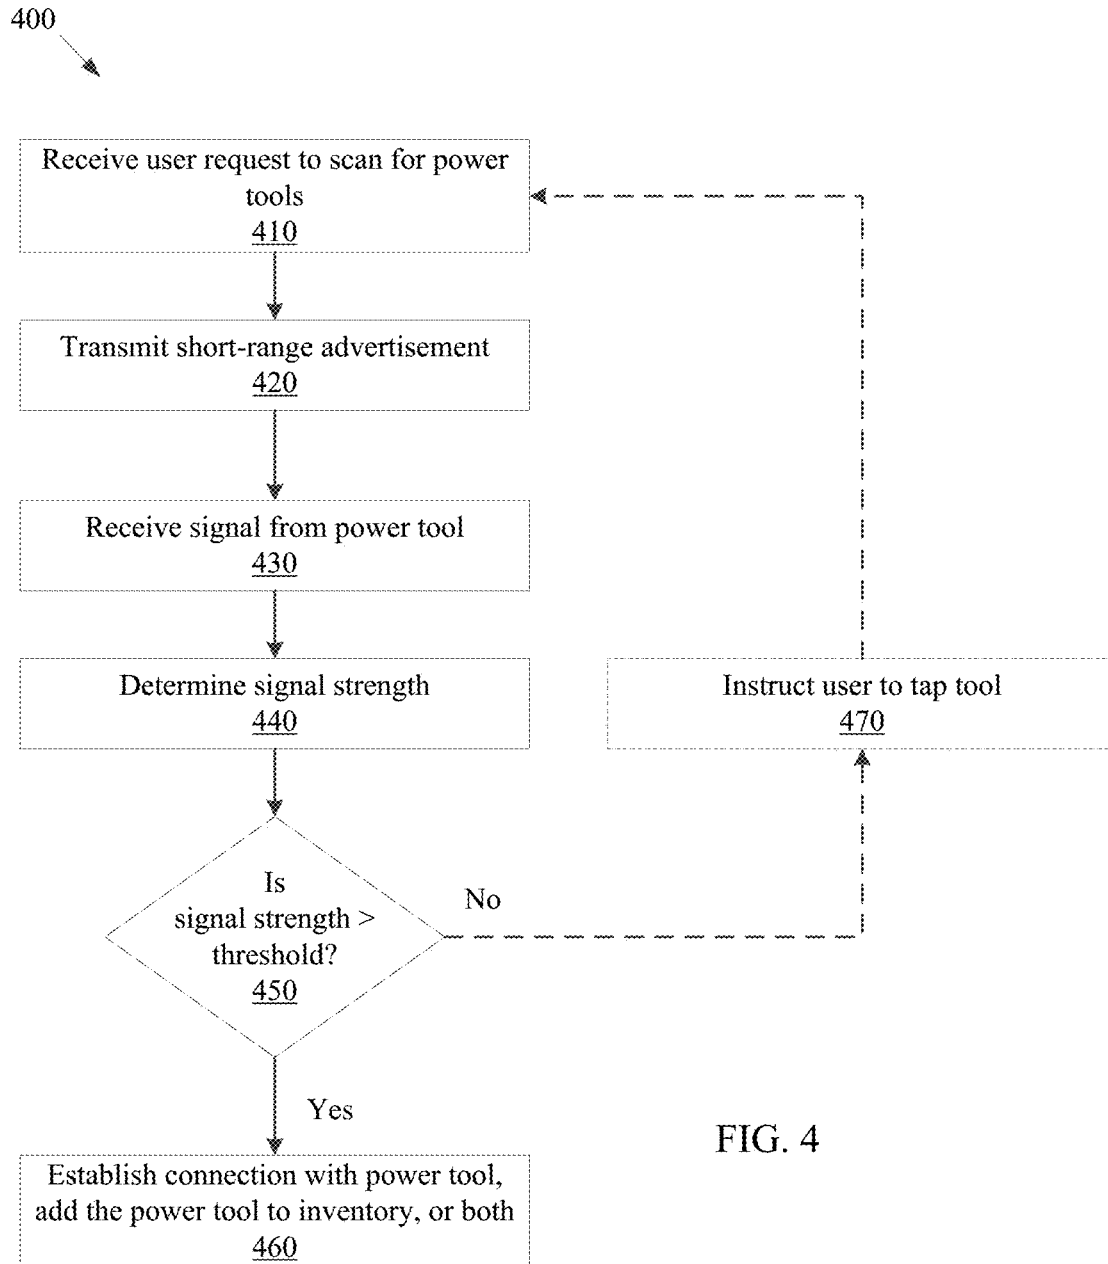 400
Receive user request to scan for power
tools
410
Transmit short-range advertisement
420
Receive signal from power tool
430
Determine signal strength
440
Instruct user to tap tool
470
Is
signal strength >
threshold?
450
No
Yes
FIG. 4
Establish connection with power tool,
add the power tool to inventory, or both
460